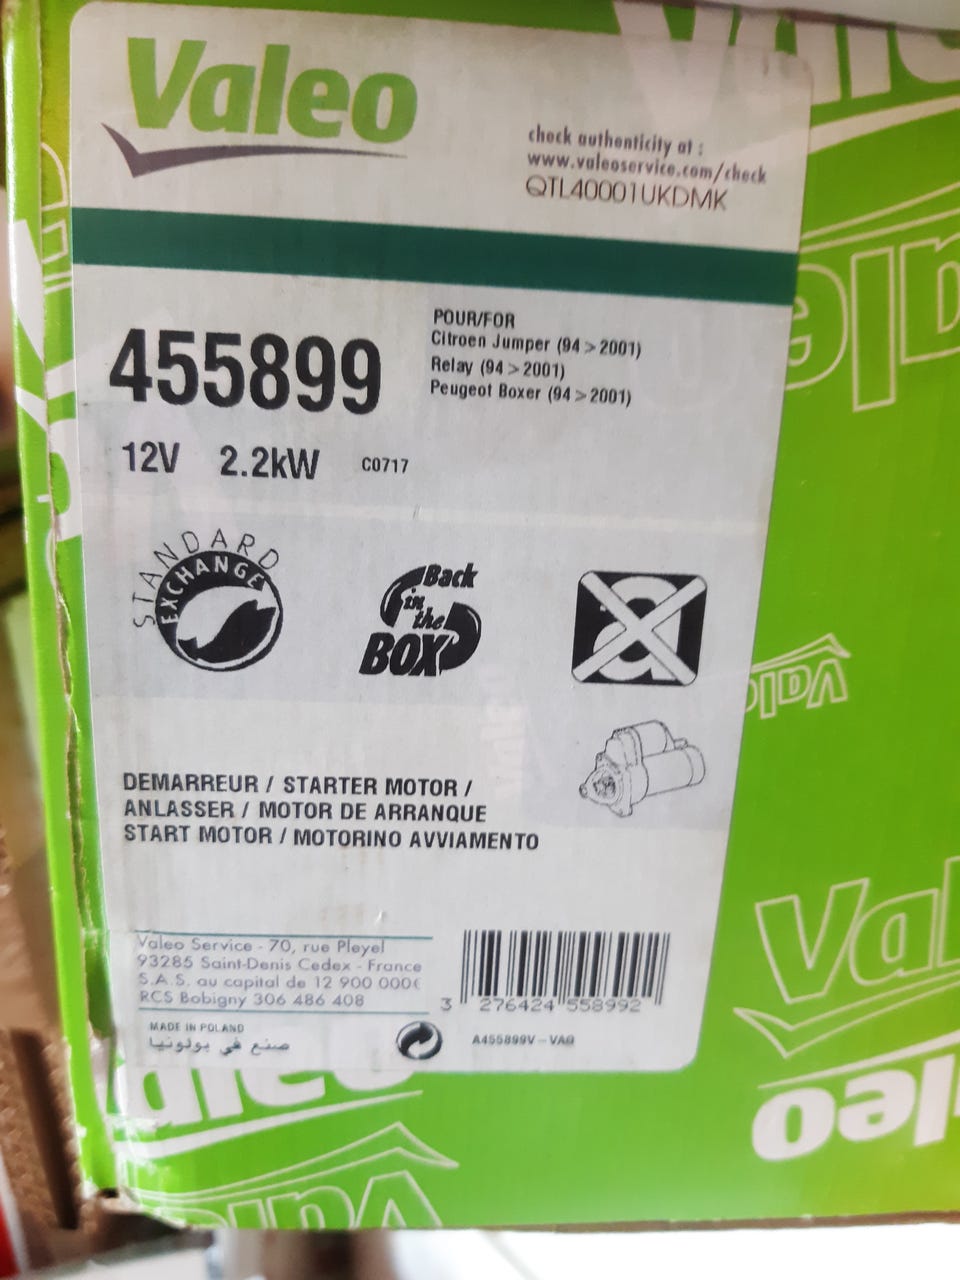 Valeo
check authenticity at :
www.valeoservice.com/check
QTL40001UKDMK
455899
POUR/FOR
Citroen Jumper (94 > 2001)
Relay (94 > 2001)
Peugeot Boxer (94 > 2001)
12V 2.2kW C0717
STANDARD
EXCHANGE
Back
in
the
BOX
a
DEMARREUR / STARTER MOTOR /
ANLASSER / MOTOR DE ARRANQUE
START MOTOR / MOTORINO AVVIAMENTO
Valeo Service - 70, rue Pleyel
93285 Saint-Denis Cedex - France
S.A.S. au capital de 12 900 000€
RCS Bobigny 306 486 408
3 276424 558992
MADE IN POLAND
صنع في بولونيا
A455899V - VA0
Valeo
Valeo
Valeo
Valeo